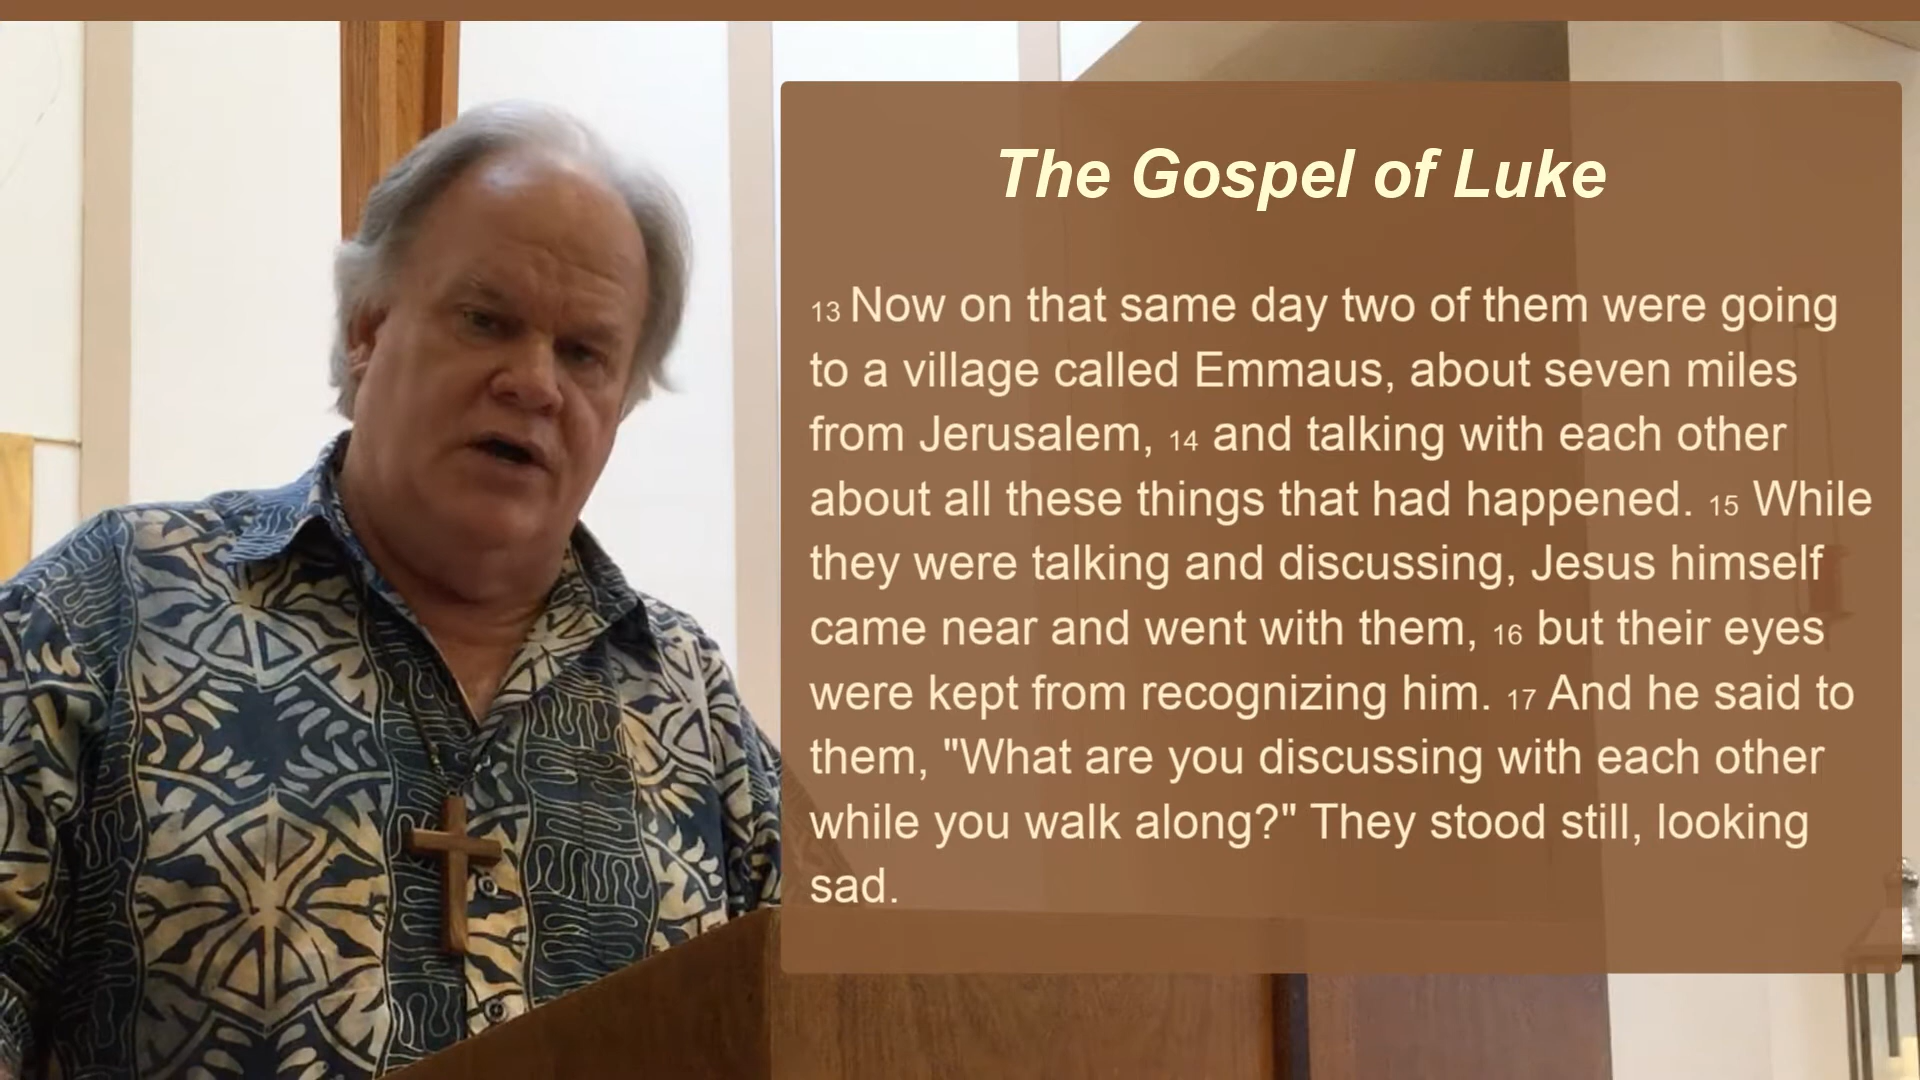 The Gospel of Luke
13 Now on that same day two of them were going
to a village called Emmaus, about seven miles
from Jerusalem, 14 and talking with each other
about all these things that had happened. 15 While
they were talking and discussing, Jesus himself
came near and went with them, 16 but their eyes
were kept from recognizing him. 17 And he said to
them, "What are you discussing with each other
while you walk along?" They stood still, looking
sad.